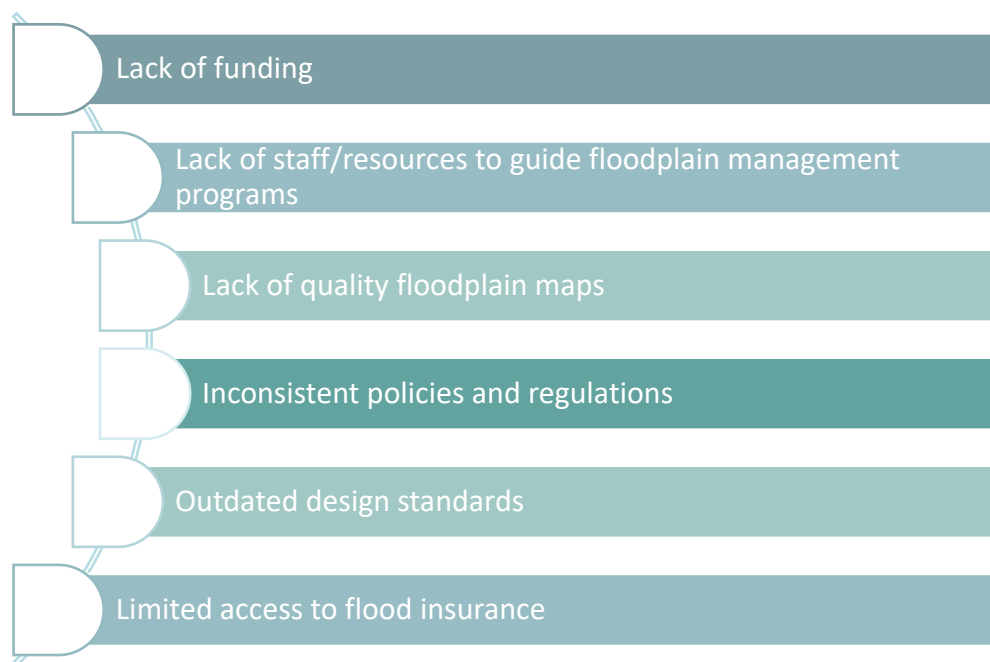 Lack of funding
Lack of staff/resources to guide floodplain management
programs
Lack of quality floodplain maps
Inconsistent policies and regulations
Outdated design standards
Limited access to flood insurance